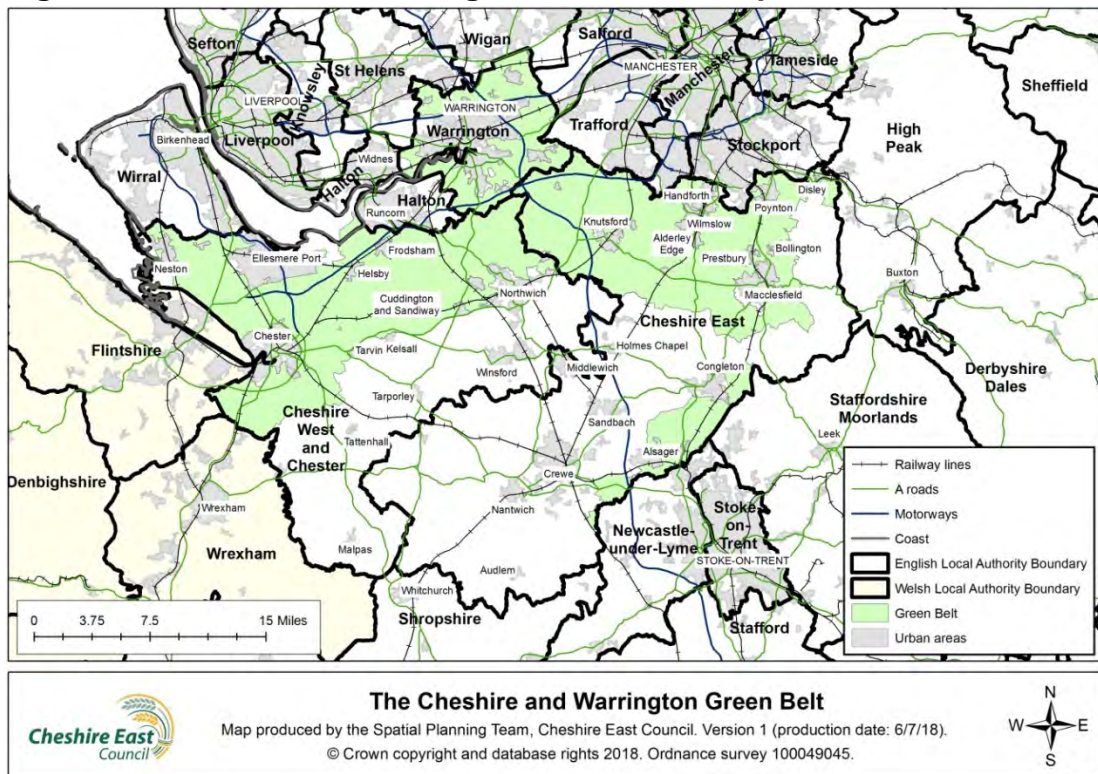 Sefton
Wigan
Salford
MANCHESTER
Manchester
Tameside
St Helens
Knowsley
LIVERPOOL
WARRINGTON
Sheffield
Birkenhead
Liverpool
Warrington
Trafford
Stockport
High
Peak
Widnes
Wirral
Halton
Halton
Runcorn
Handforth
Disley
Poynton
Knutsford
Wilmslow
Alderley
Edge
Bollington
Prestbury
Neston
Ellesmere Port
Frodsham
Helsby
Buxton
Northwich
Cuddington
and Sandiway
Macclesfield
Cheshire East
Chester
Flintshire
Tarvin
Kelsall
Holmes Chapel
Winsford
Middlewich
Congleton
Derbyshire
Dales
Tarporley
Staffordshire
Moorlands
Cheshire
West
and
Chester
Sandbach
Tattenhall
Alsager
Leek
Crewe
Denbighshire
Wrexham
Nantwich
Newcastle-
under-Lyme
Stoke-
on-
Trent
Wrexham
Malpas
STOKE-ON-TRENT
Audlem
Whitchurch
Shropshire
Stafford
0 3.75 7.5 15 Miles
Railway lines
A roads
Motorways
Coast
English Local Authority Boundary
Welsh Local Authority Boundary
Green Belt
Urban areas
Cheshire East
Council
The Cheshire and Warrington Green Belt
Map produced by the Spatial Planning Team, Cheshire East Council. Version 1 (production date: 6/7/18).
© Crown copyright and database rights 2018. Ordnance survey 100049045.
N
W E
S